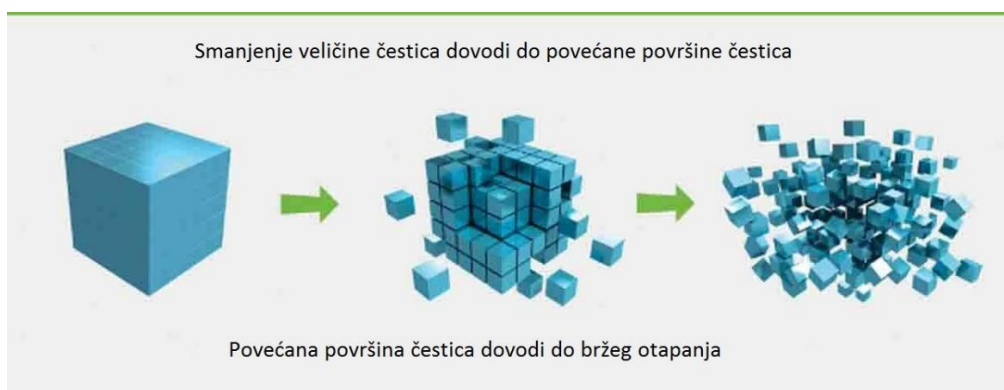 Smanjenje veličine čestica dovodi do povećane površine čestica
Povećana površina čestica dovodi do bržeg otapanja